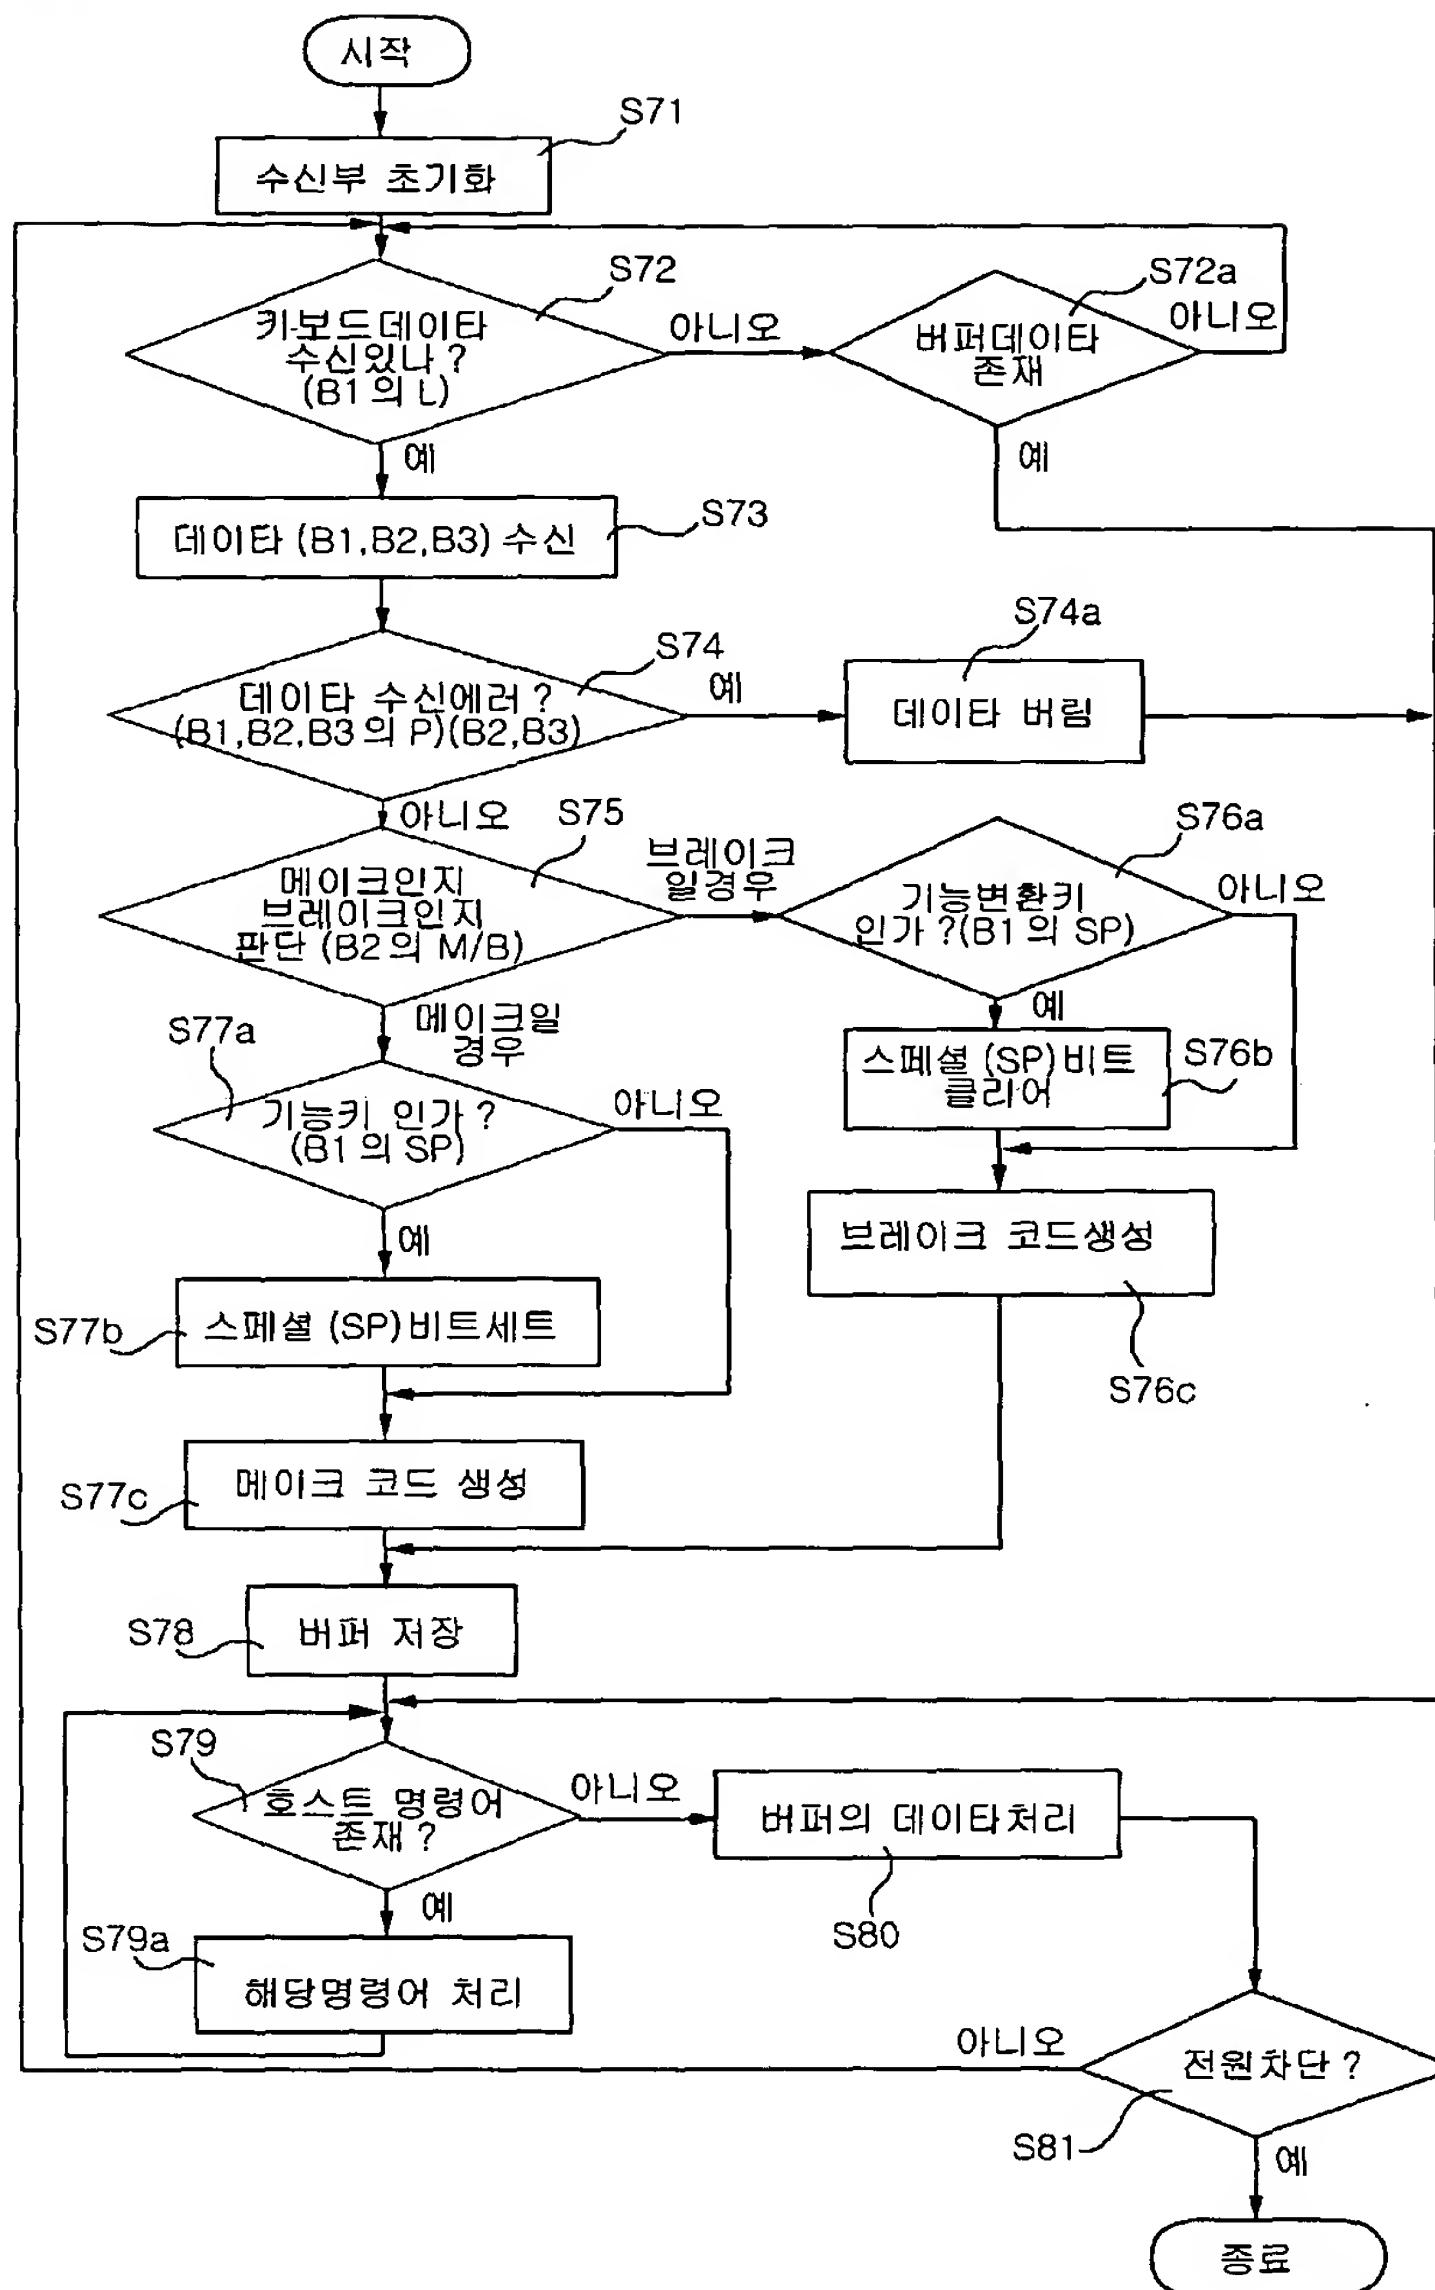 시작
S71
수신부 초기화
S72
키보드데이타
수신있나 ?
(B1의 L)
아니오
S72a
버퍼데이타
존재
아니오
예
예
S73
데이타 (B1,B2,B3) 수신
S74
데이타 수신에러 ?
(B1,B2,B3의 P)(B2,B3)
예
S74a
데이타 버림
아니오
S75
메이크인지
브레이크인지
판단 (B2의 M/B)
브레이크
일경우
S76a
기능변환키
인가 ?(B1의 SP)
아니오
메이크일
경우
예
스페셜 (SP) 비트
클리어
S76b
S77a
기능키 인가 ?
(B1의 SP)
아니오
예
브레이크 코드생성
S76c
S77b
스페셜 (SP) 비트세트
S77c
메이크 코드 생성
S78
버퍼 저장
S79
호스트 명령어
존재 ?
아니오
버퍼의 데이타처리
S80
예
S79a
해당명령어 처리
아니오
전원차단 ?
S81
예
종료